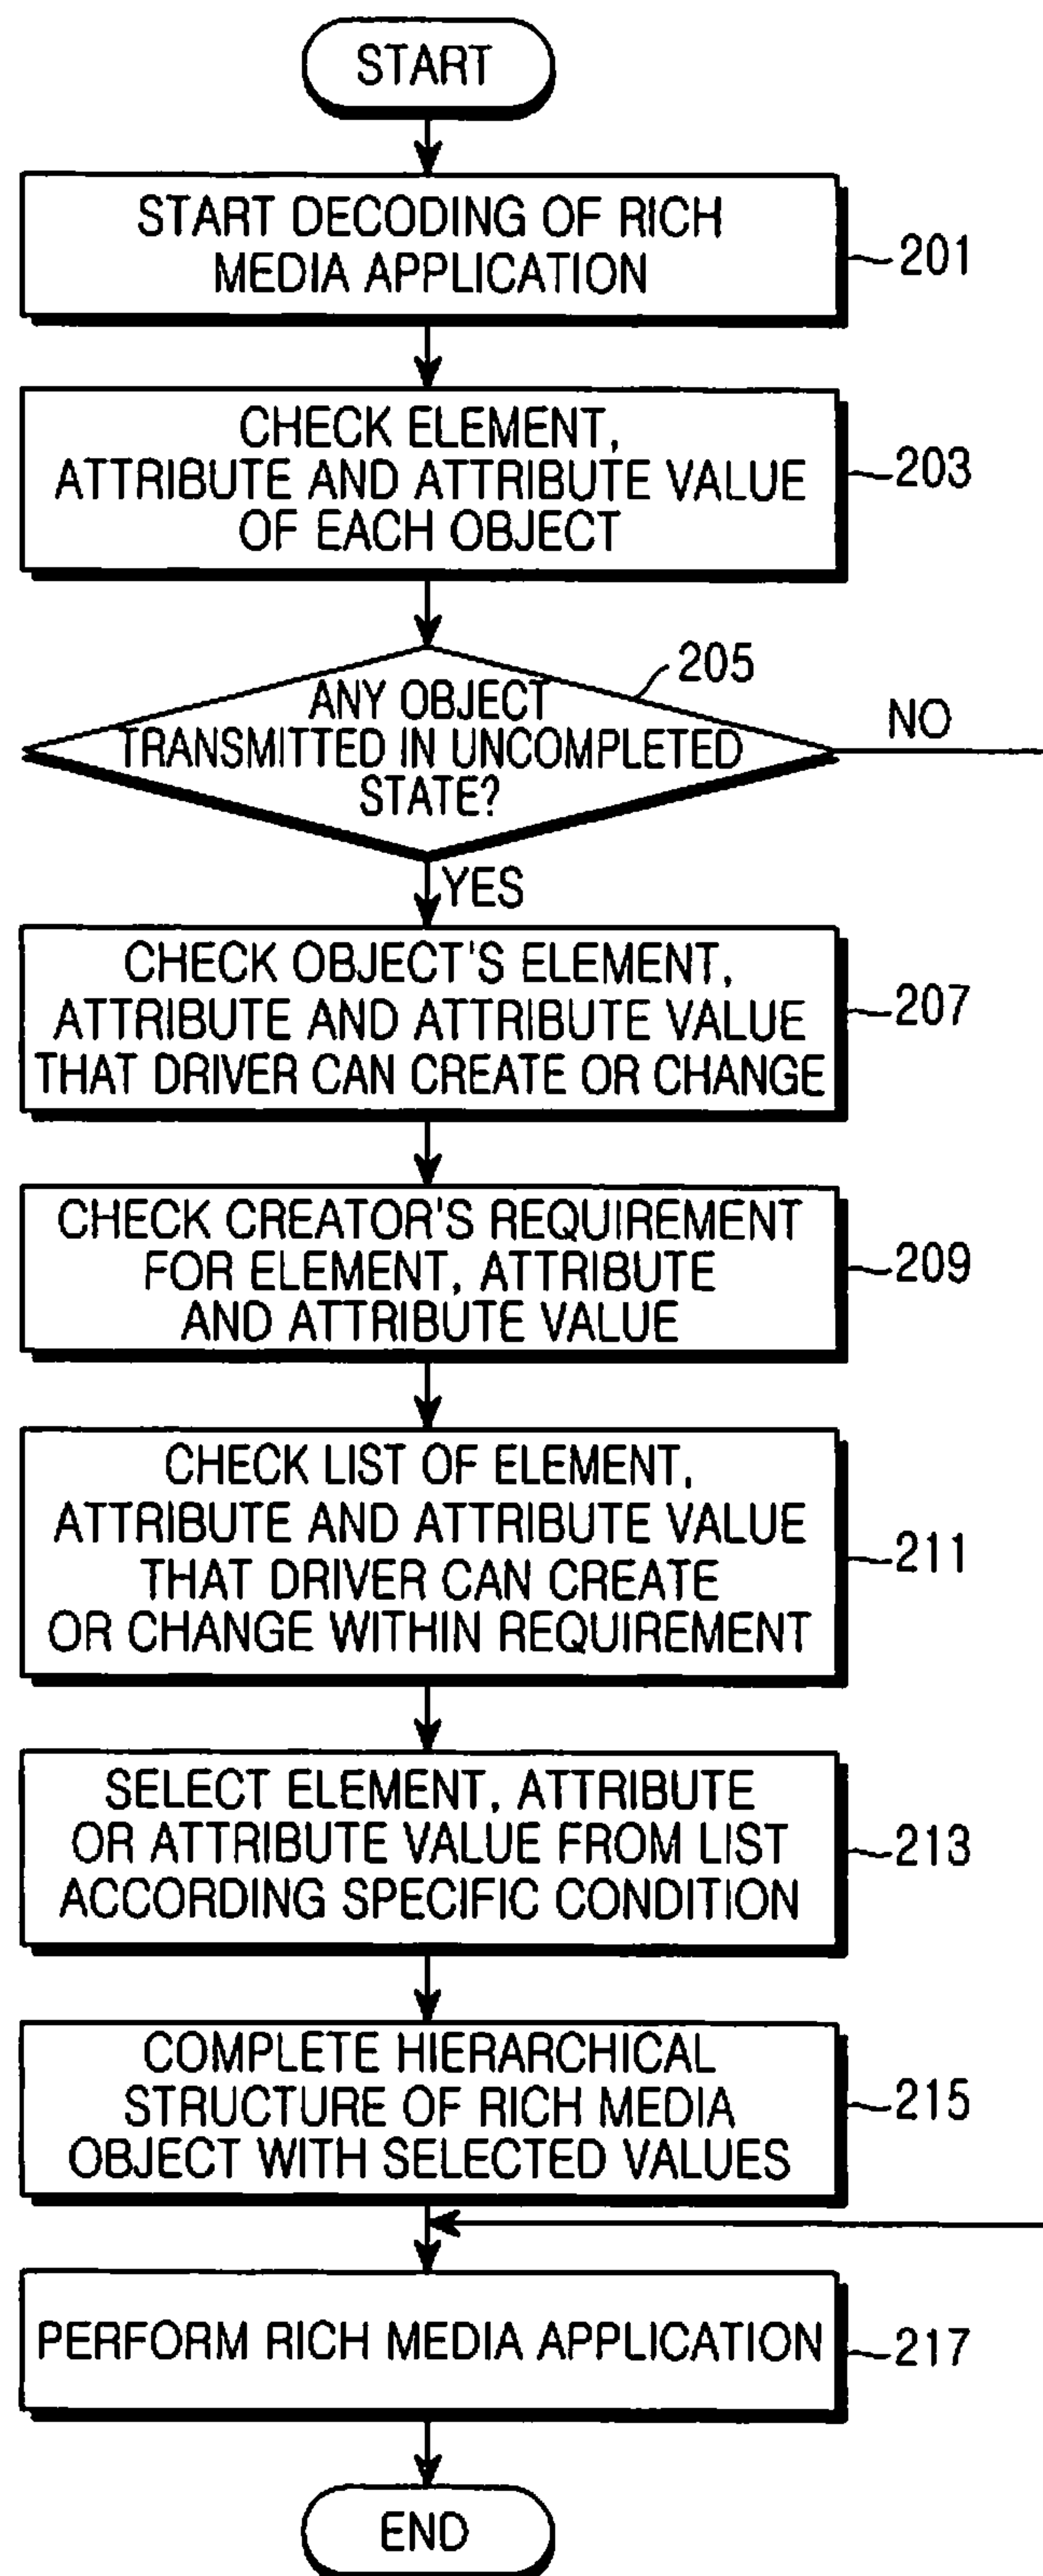 START
START DECODING OF RICH
MEDIA APPLICATION
201
CHECK ELEMENT,
ATTRIBUTE AND ATTRIBUTE VALUE
OF EACH OBJECT
203
205
ANY OBJECT
TRANSMITTED IN UNCOMPLETED
STATE?
NO
YES
CHECK OBJECT'S ELEMENT,
ATTRIBUTE AND ATTRIBUTE VALUE
THAT DRIVER CAN CREATE OR CHANGE
207
CHECK CREATOR'S REQUIREMENT
FOR ELEMENT, ATTRIBUTE
AND ATTRIBUTE VALUE
209
CHECK LIST OF ELEMENT,
ATTRIBUTE AND ATTRIBUTE VALUE
THAT DRIVER CAN CREATE
OR CHANGE WITHIN REQUIREMENT
211
SELECT ELEMENT, ATTRIBUTE
OR ATTRIBUTE VALUE FROM LIST
ACCORDING SPECIFIC CONDITION
213
COMPLETE HIERARCHICAL
STRUCTURE OF RICH MEDIA
OBJECT WITH SELECTED VALUES
215
PERFORM RICH MEDIA APPLICATION
217
END